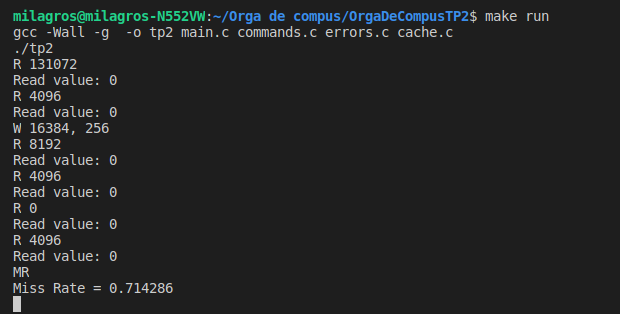 milagros@milagros-N552VW:~/Orga de compus/OrgaDeCompusTP2$ make run
gcc -Wall -g  -o tp2 main.c commands.c errors.c cache.c
./tp2
R 131072
Read value: 0
R 4096
Read value: 0
W 16384, 256
R 8192
Read value: 0
R 4096
Read value: 0
R 0
Read value: 0
R 4096
Read value: 0
MR
Miss Rate = 0.714286